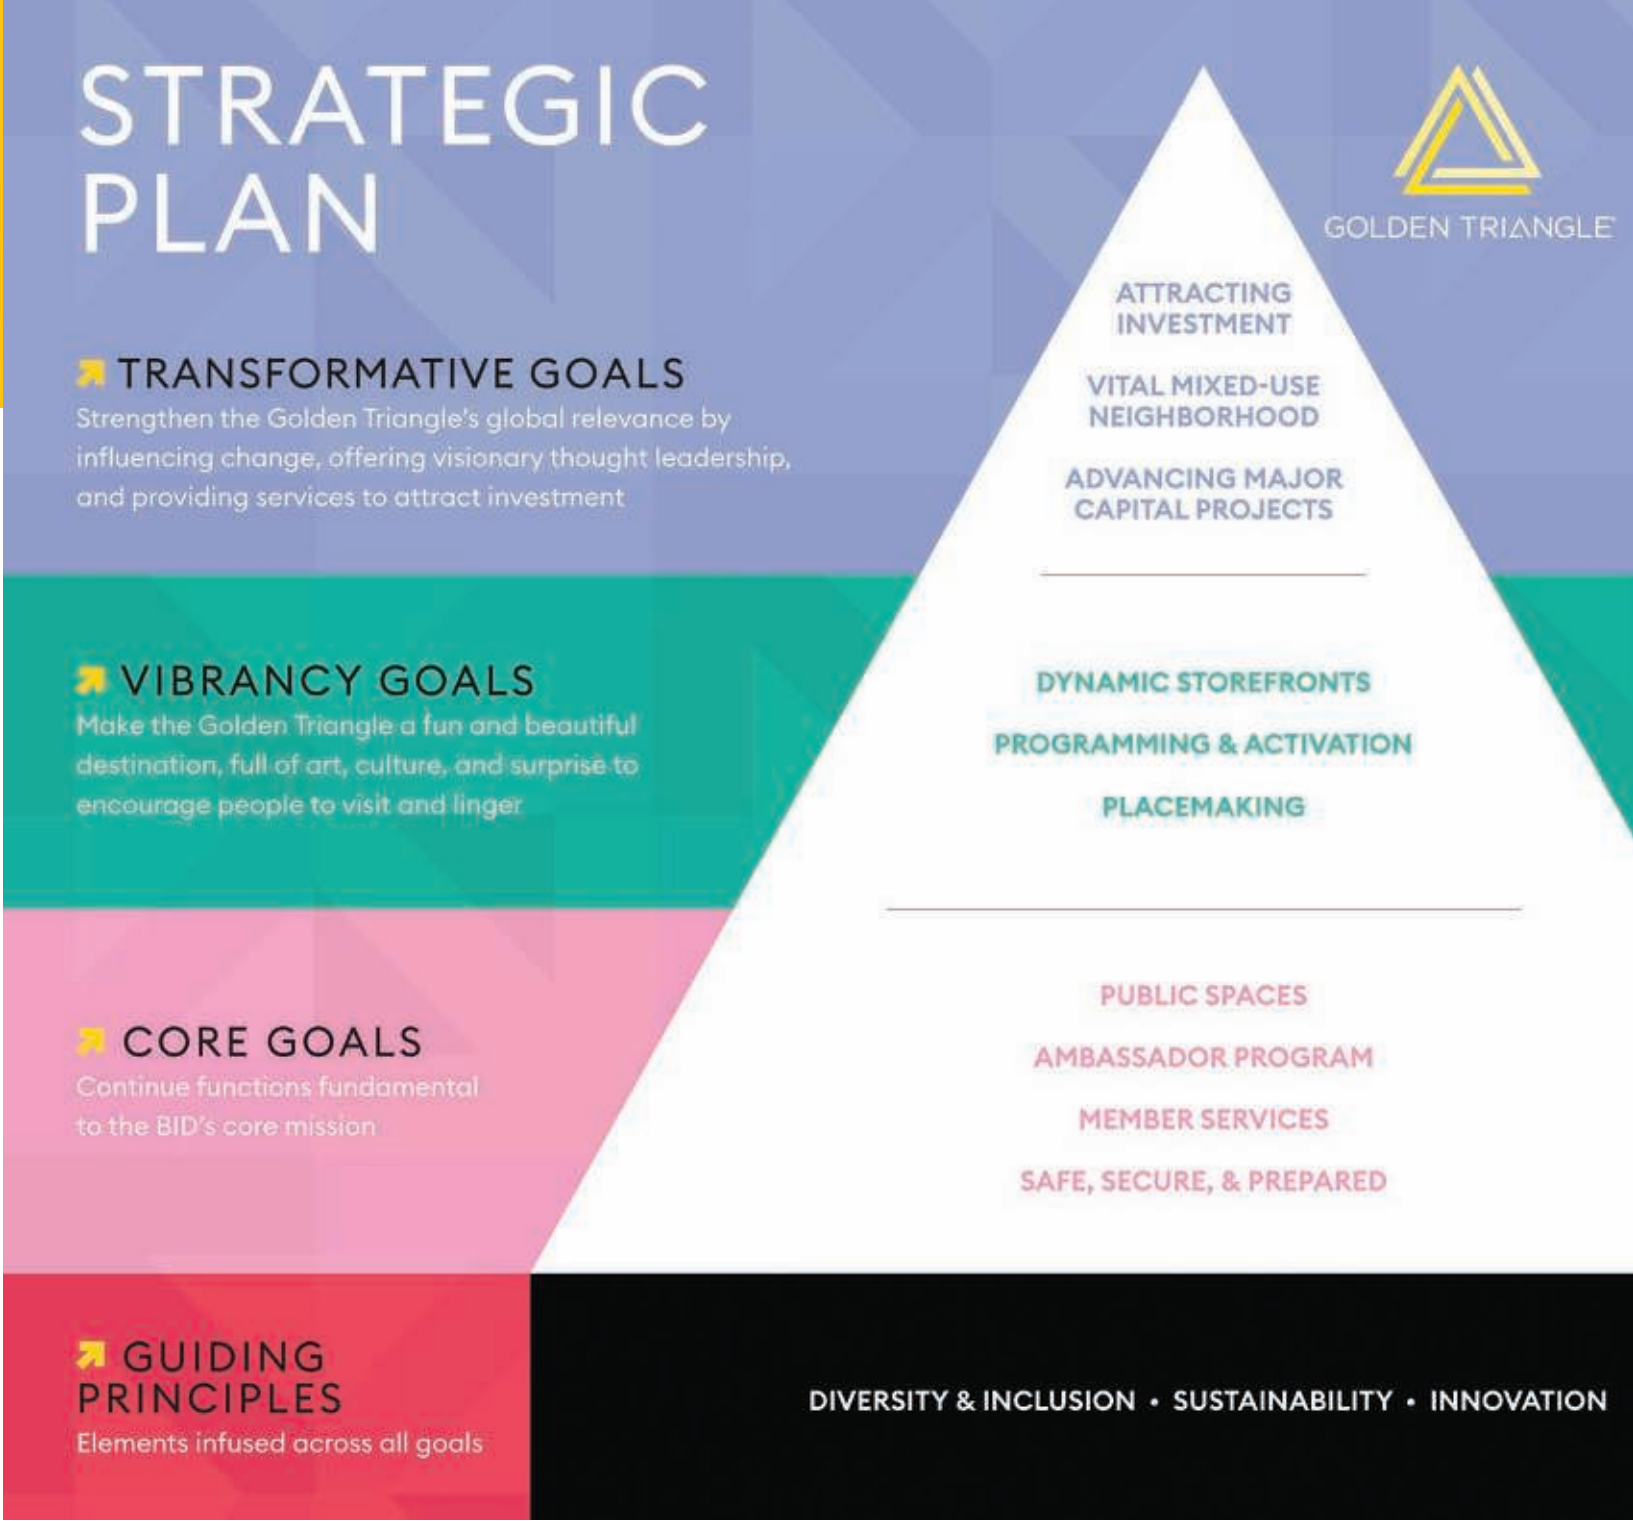 STRATEGIC
PLAN
GOLDEN TRIANGLE
TRANSFORMATIVE GOALS
Strengthen the Golden Triangle's global relevance by
influencing change, offering visionary thought leadership,
and providing services to attract investment
ATTRACTING
INVESTMENT
VITAL MIXED-USE
NEIGHBORHOOD
ADVANCING MAJOR
CAPITAL PROJECTS
VIBRANCY GOALS
Make the Golden Triangle a fun and beautiful
destination, full of art, culture, and surprise to
encourage people to visit and linger
DYNAMIC STOREFRONTS
PROGRAMMING & ACTIVATION
PLACEMAKING
CORE GOALS
Continue functions fundamental
to the BID's core mission
PUBLIC SPACES
AMBASSADOR PROGRAM
MEMBER SERVICES
SAFE, SECURE, & PREPARED
GUIDING
PRINCIPLES
Elements infused across all goals
DIVERSITY & INCLUSION • SUSTAINABILITY • INNOVATION